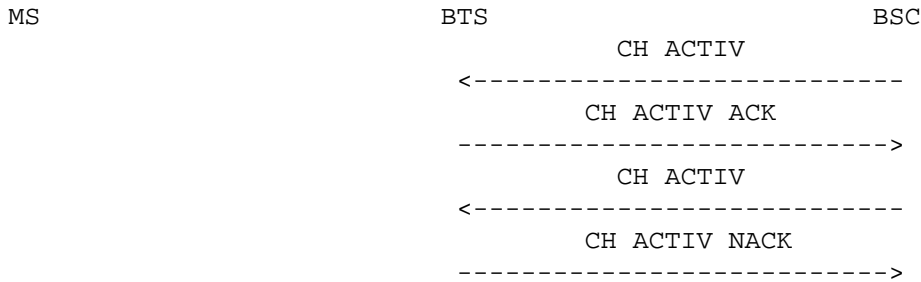 MS BTS BSC
CH ACTIV
<---------------------------
CH ACTIV ACK
--------------------------->
CH ACTIV
<---------------------------
CH ACTIV NACK
--------------------------->